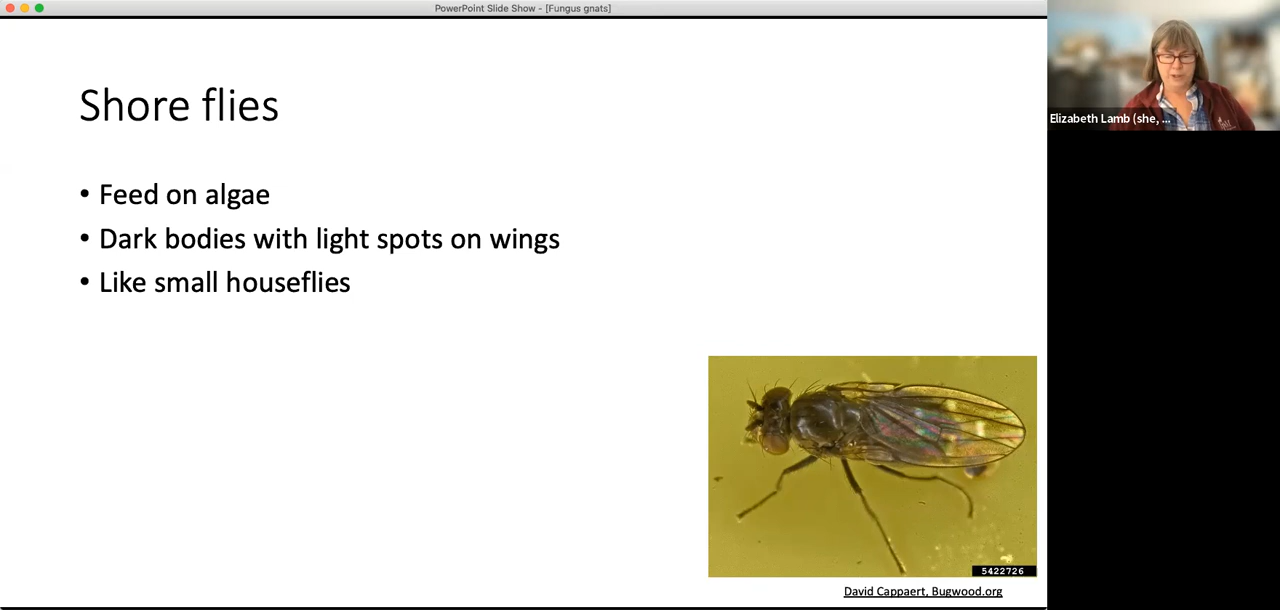 PowerPoint Slide Show - [Fungus gnats]
Elizabeth Lamb (she, ...
Shore flies
• Feed on algae
• Dark bodies with light spots on wings
• Like small houseflies
5422726
David Cappaert, Bugwood.org